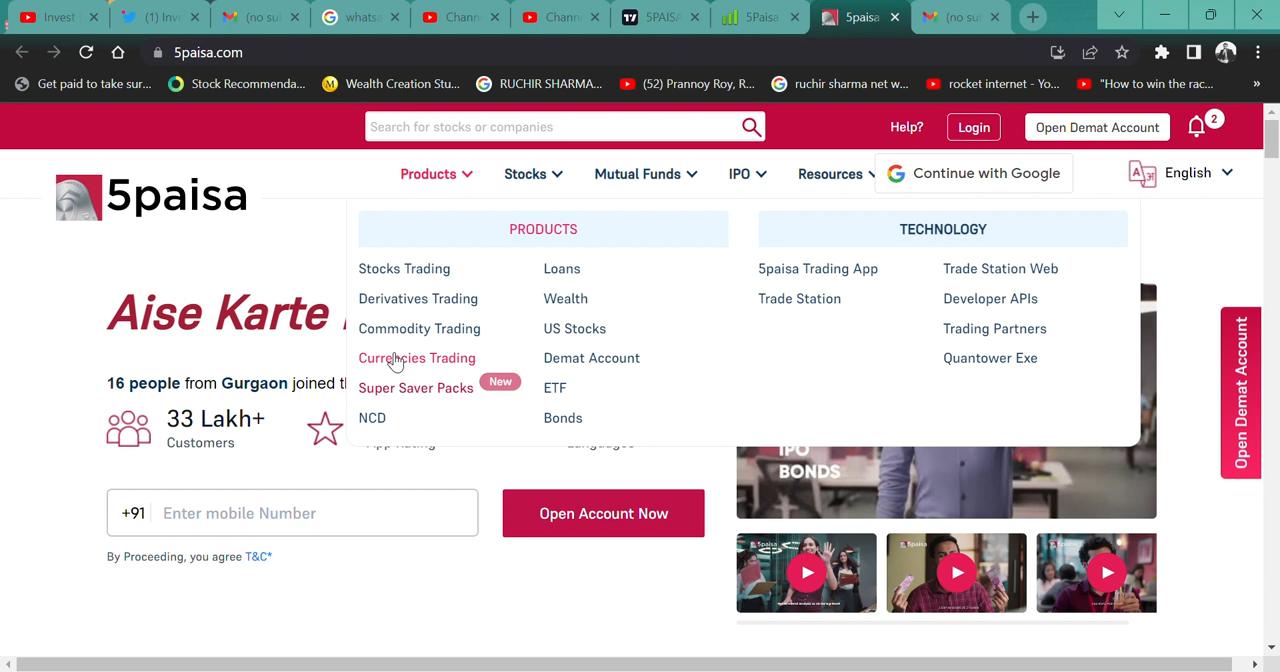 Invest
(1) Inv
(no su
whats
Chann
Chann
5PAIS
5Paisa
5paisa
(no su
5paisa.com
Get paid to take sur...
Stock Recommenda...
Wealth Creation Stu...
RUCHIR SHARMA...
(52) Prannoy Roy, R...
ruchir sharma net w...
rocket internet - Yo...
"How to win the rac...
»
Search for stocks or companies
Help?
Login
Open Demat Account
2
5paisa
Products
Stocks
Mutual Funds
IPO
Resources
Continue with Google
English
PRODUCTS
TECHNOLOGY
Stocks Trading
Loans
5paisa Trading App
Trade Station Web
Derivatives Trading
Wealth
Trade Station
Developer APIs
Commodity Trading
US Stocks
Trading Partners
Currencies Trading
Demat Account
Quantower Exe
Super Saver Packs
New
ETF
NCD
Bonds
Aise Karte
16 people from Gurgaon joined t
33 Lakh+
Customers
IPO
BONDS
Open Demat Account
+91
Enter mobile Number
Open Account Now
By Proceeding, you agree T&C*
5paisa
5paisa
5paisa